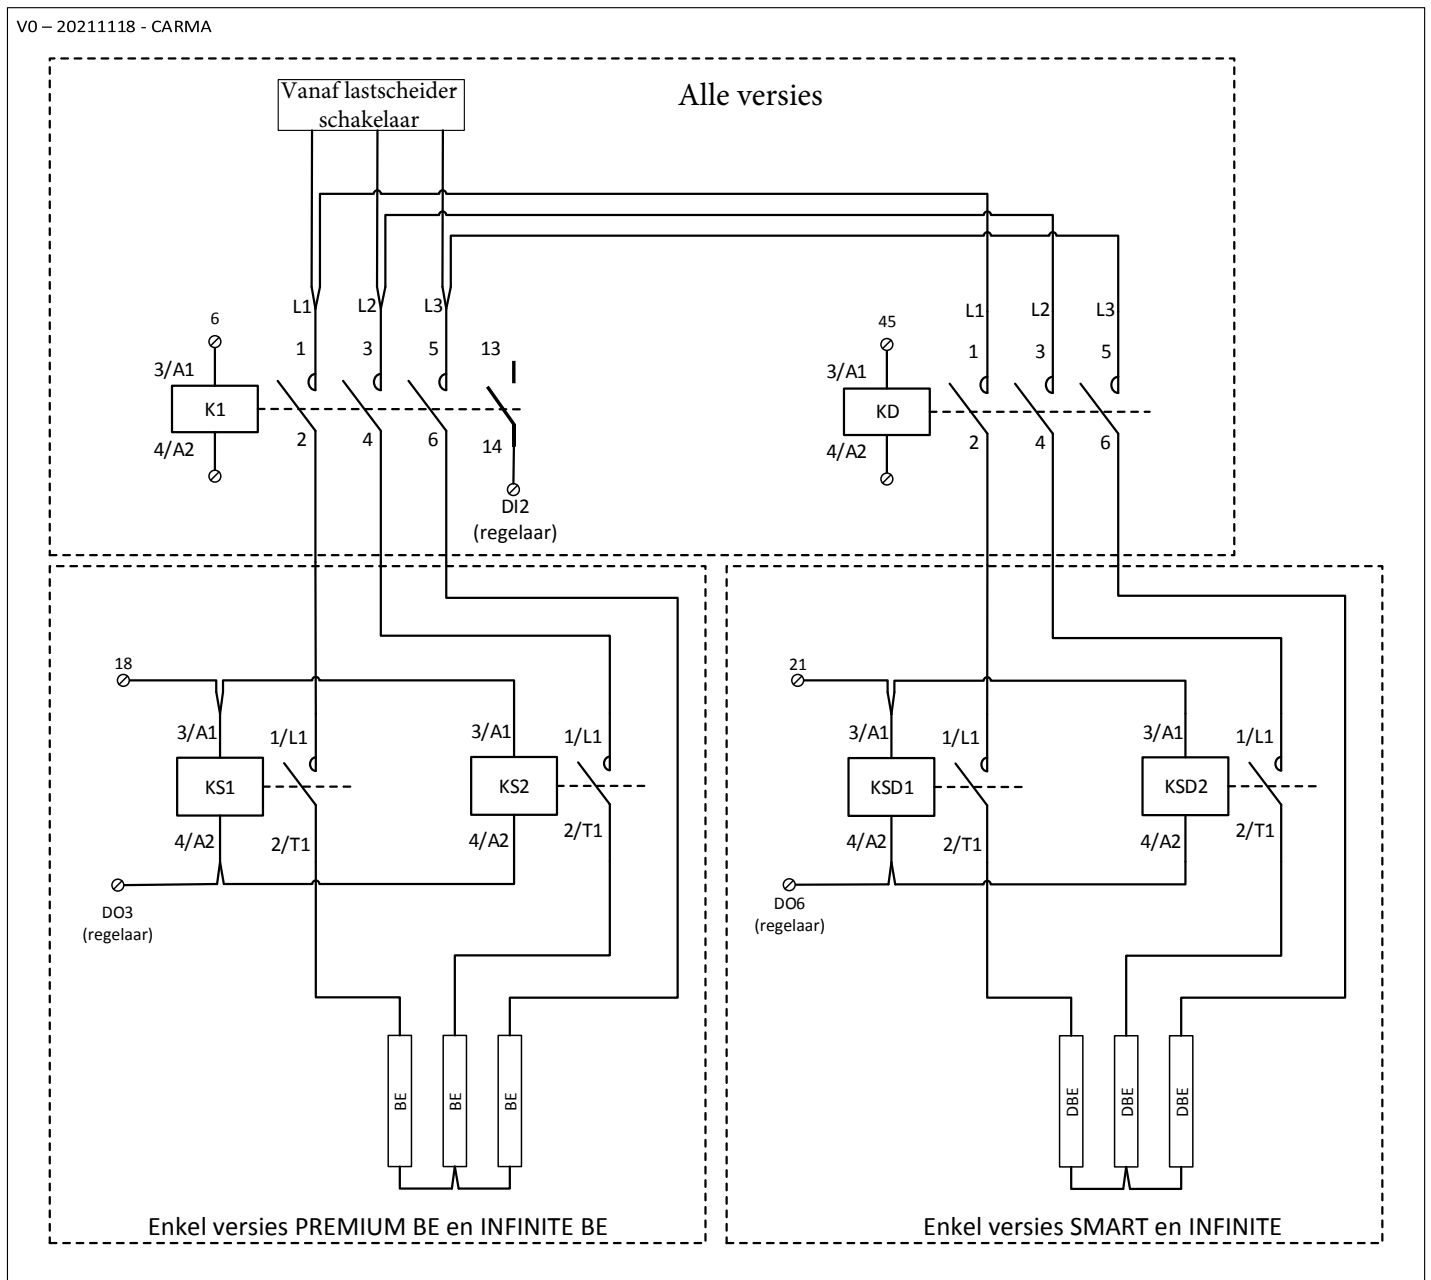 V0 – 20211118 - CARMA
Vanaf lastscheider
schakelaar
Alle versies
L1
L2
L3
L1
L2
L3
6
45
1
3
5
13
1
3
5
3/A1
3/A1
K1
KD
2
4
6
14
2
4
6
4/A2
4/A2
DI2
(regelaar)
18
21
3/A1
1/L1
3/A1
1/L1
3/A1
1/L1
3/A1
1/L1
KS1
KS2
KSD1
KSD2
4/A2
2/T1
4/A2
2/T1
4/A2
2/T1
4/A2
2/T1
DO3
(regelaar)
DO6
(regelaar)
BE
BE
BE
DBE
DBE
DBE
Enkel versies PREMIUM BE en INFINITE BE
Enkel versies SMART en INFINITE